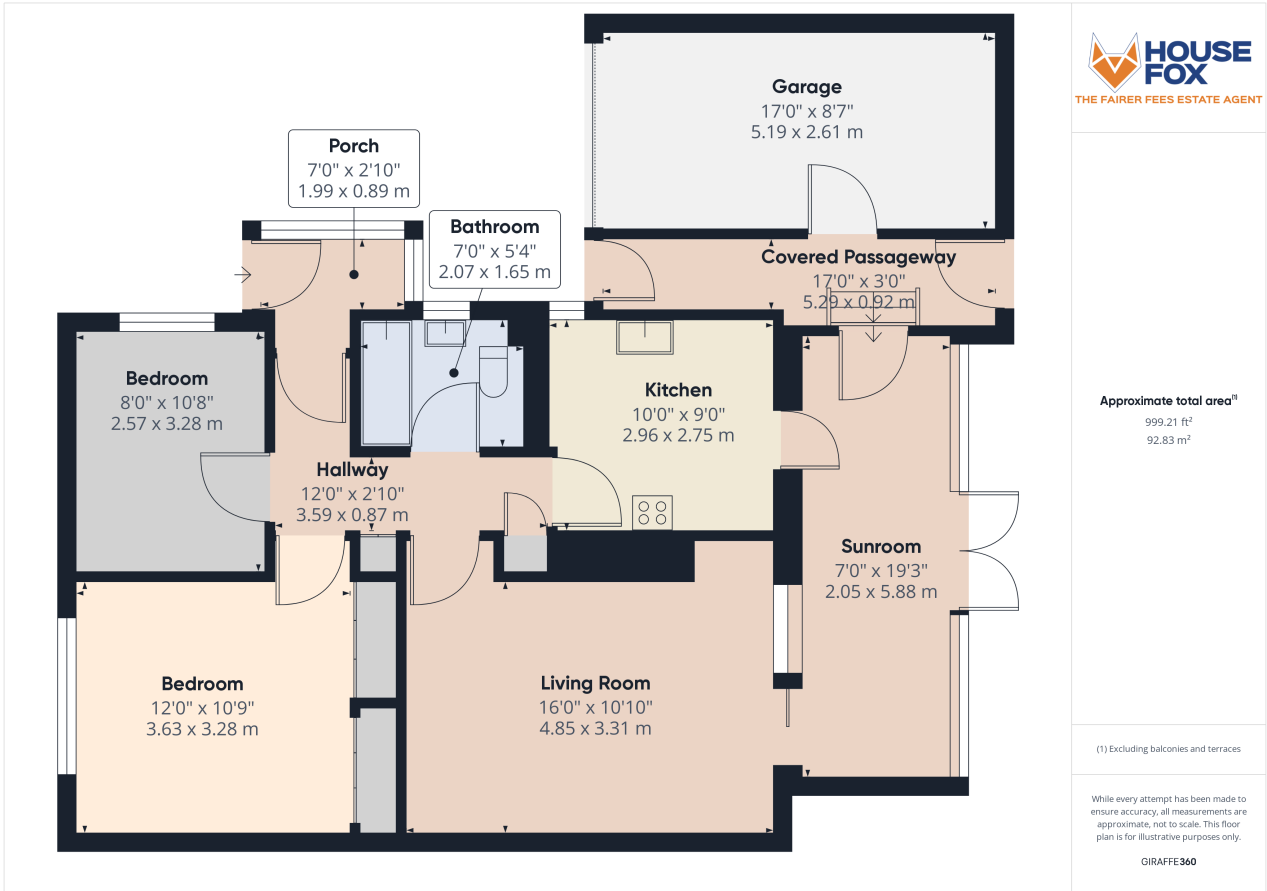 Garage
17'0" x 8'7"
5.19 x 2.61 m
Porch
7'0" x 2'10"
1.99 x 0.89 m
Bathroom
7'0" x 5'4"
2.07 x 1.65 m
Covered Passageway
17'0" x 3'0"
5.29 x 0.92 m
Bedroom
8'0" x 10'8"
2.57 x 3.28 m
Kitchen
10'0" x 9'0"
2.96 x 2.75 m
Hallway
12'0" x 2'10"
3.59 x 0.87 m
Sunroom
7'0" x 19'3"
2.05 x 5.88 m
Bedroom
12'0" x 10'9"
3.63 x 3.28 m
Living Room
16'0" x 10'10"
4.85 x 3.31 m
HOUSE
FOX
THE FAIRER FEES ESTATE AGENT
Approximate total area(1)
999.21 ft²
92.83 m²
(1) Excluding balconies and terraces
While every attempt has been made to
ensure accuracy, all measurements are
approximate, not to scale. This floor
plan is for illustrative purposes only.
GIRAFFE360